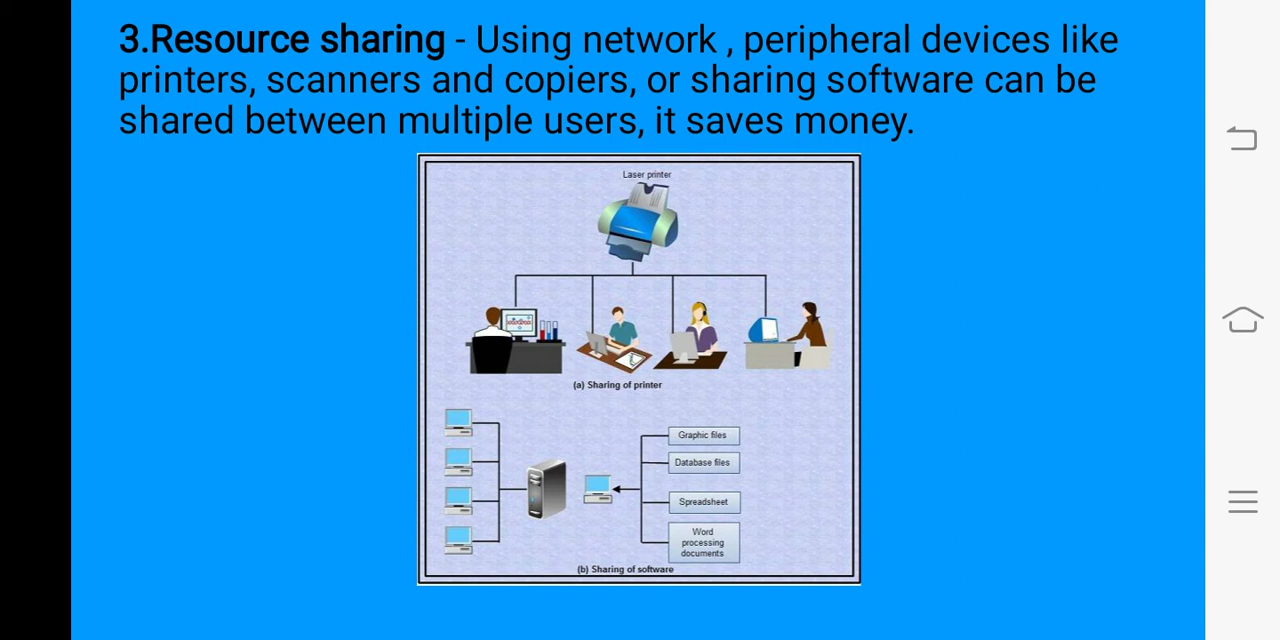 3.Resource sharing - Using network , peripheral devices like
printers, scanners and copiers, or sharing software can be
shared between multiple users, it saves money.
Laser printer
(a) Sharing of printer
Graphic files
Database files
Spreadsheet
Word
processing
documents
(b) Sharing of software